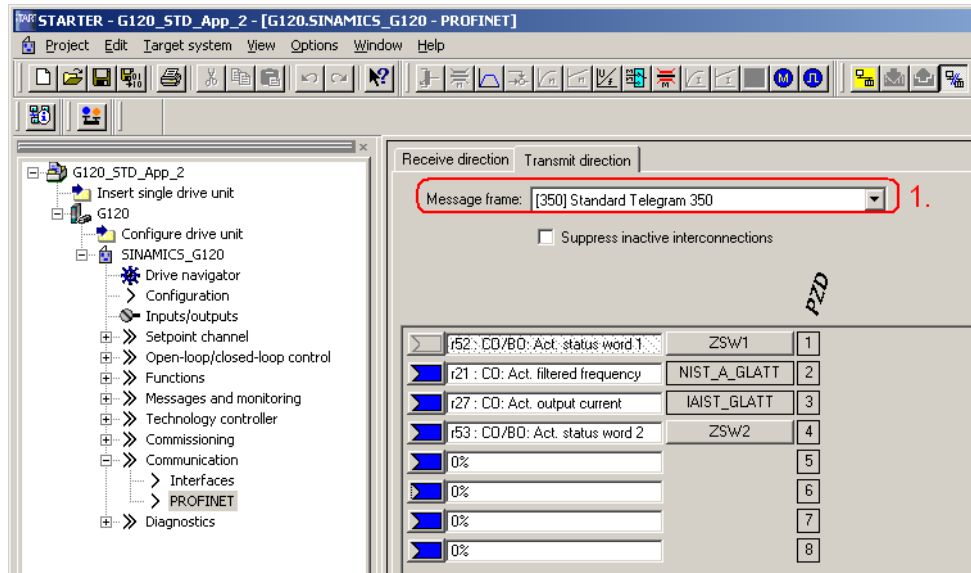 STARTER - G120_STD_App_2 - [G120.SINAMICS_G120 - PROFINET]
Project Edit Target system View Options Window Help
Receive direction Transmit direction
Message frame: [350] Standard Telegram 350 1.
Suppress inactive interconnections
PZD
G120_STD_App_2
Insert single drive unit
G120
Configure drive unit
SINAMICS_G120
Drive navigator
Configuration
Inputs/outputs
Setpoint channel
Open-loop/closed-loop control
Functions
Messages and monitoring
Technology controller
Commissioning
Communication
Interfaces
PROFINET
Diagnostics
r52 : CO/BO: Act. status word 1 ZSW1 1
r21 : CO: Act. filtered frequency NIST_A_GLATT 2
r27 : CO: Act. output current IAIST_GLATT 3
r53 : CO/BO: Act. status word 2 ZSW2 4
0% 5
0% 6
0% 7
0% 8